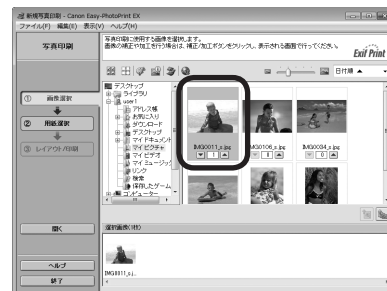 新規写真印刷 - Canon Easy-PhotoPrint EX
ファイル(F) 編集(E) 表示(V) ヘルプ(H)
写真印刷
写真印刷に使用する画像を選択します。
画像の補正や加工を行う場合は、補正/加工ボタンをクリックし、表示される画面で行ってください。
Exif Print
日付順
① 画像選択
② 用紙選択
③ レイアウト/印刷
デスクトップ
ライブラリ
user1
アドレス帳
お気に入り
ダウンロード
デスクトップ
マイ ドキュメント
マイ ピクチャ
マイ ビデオ
マイ ミュージック
リンク
検索
保存したゲーム
コンピューター
IMG0011_s.jpg
1
IMG0106_s.jpg
IMG0034_s.jpg
開く
選択画像(1枚)
IMG0011_s.j..
ヘルプ
終了